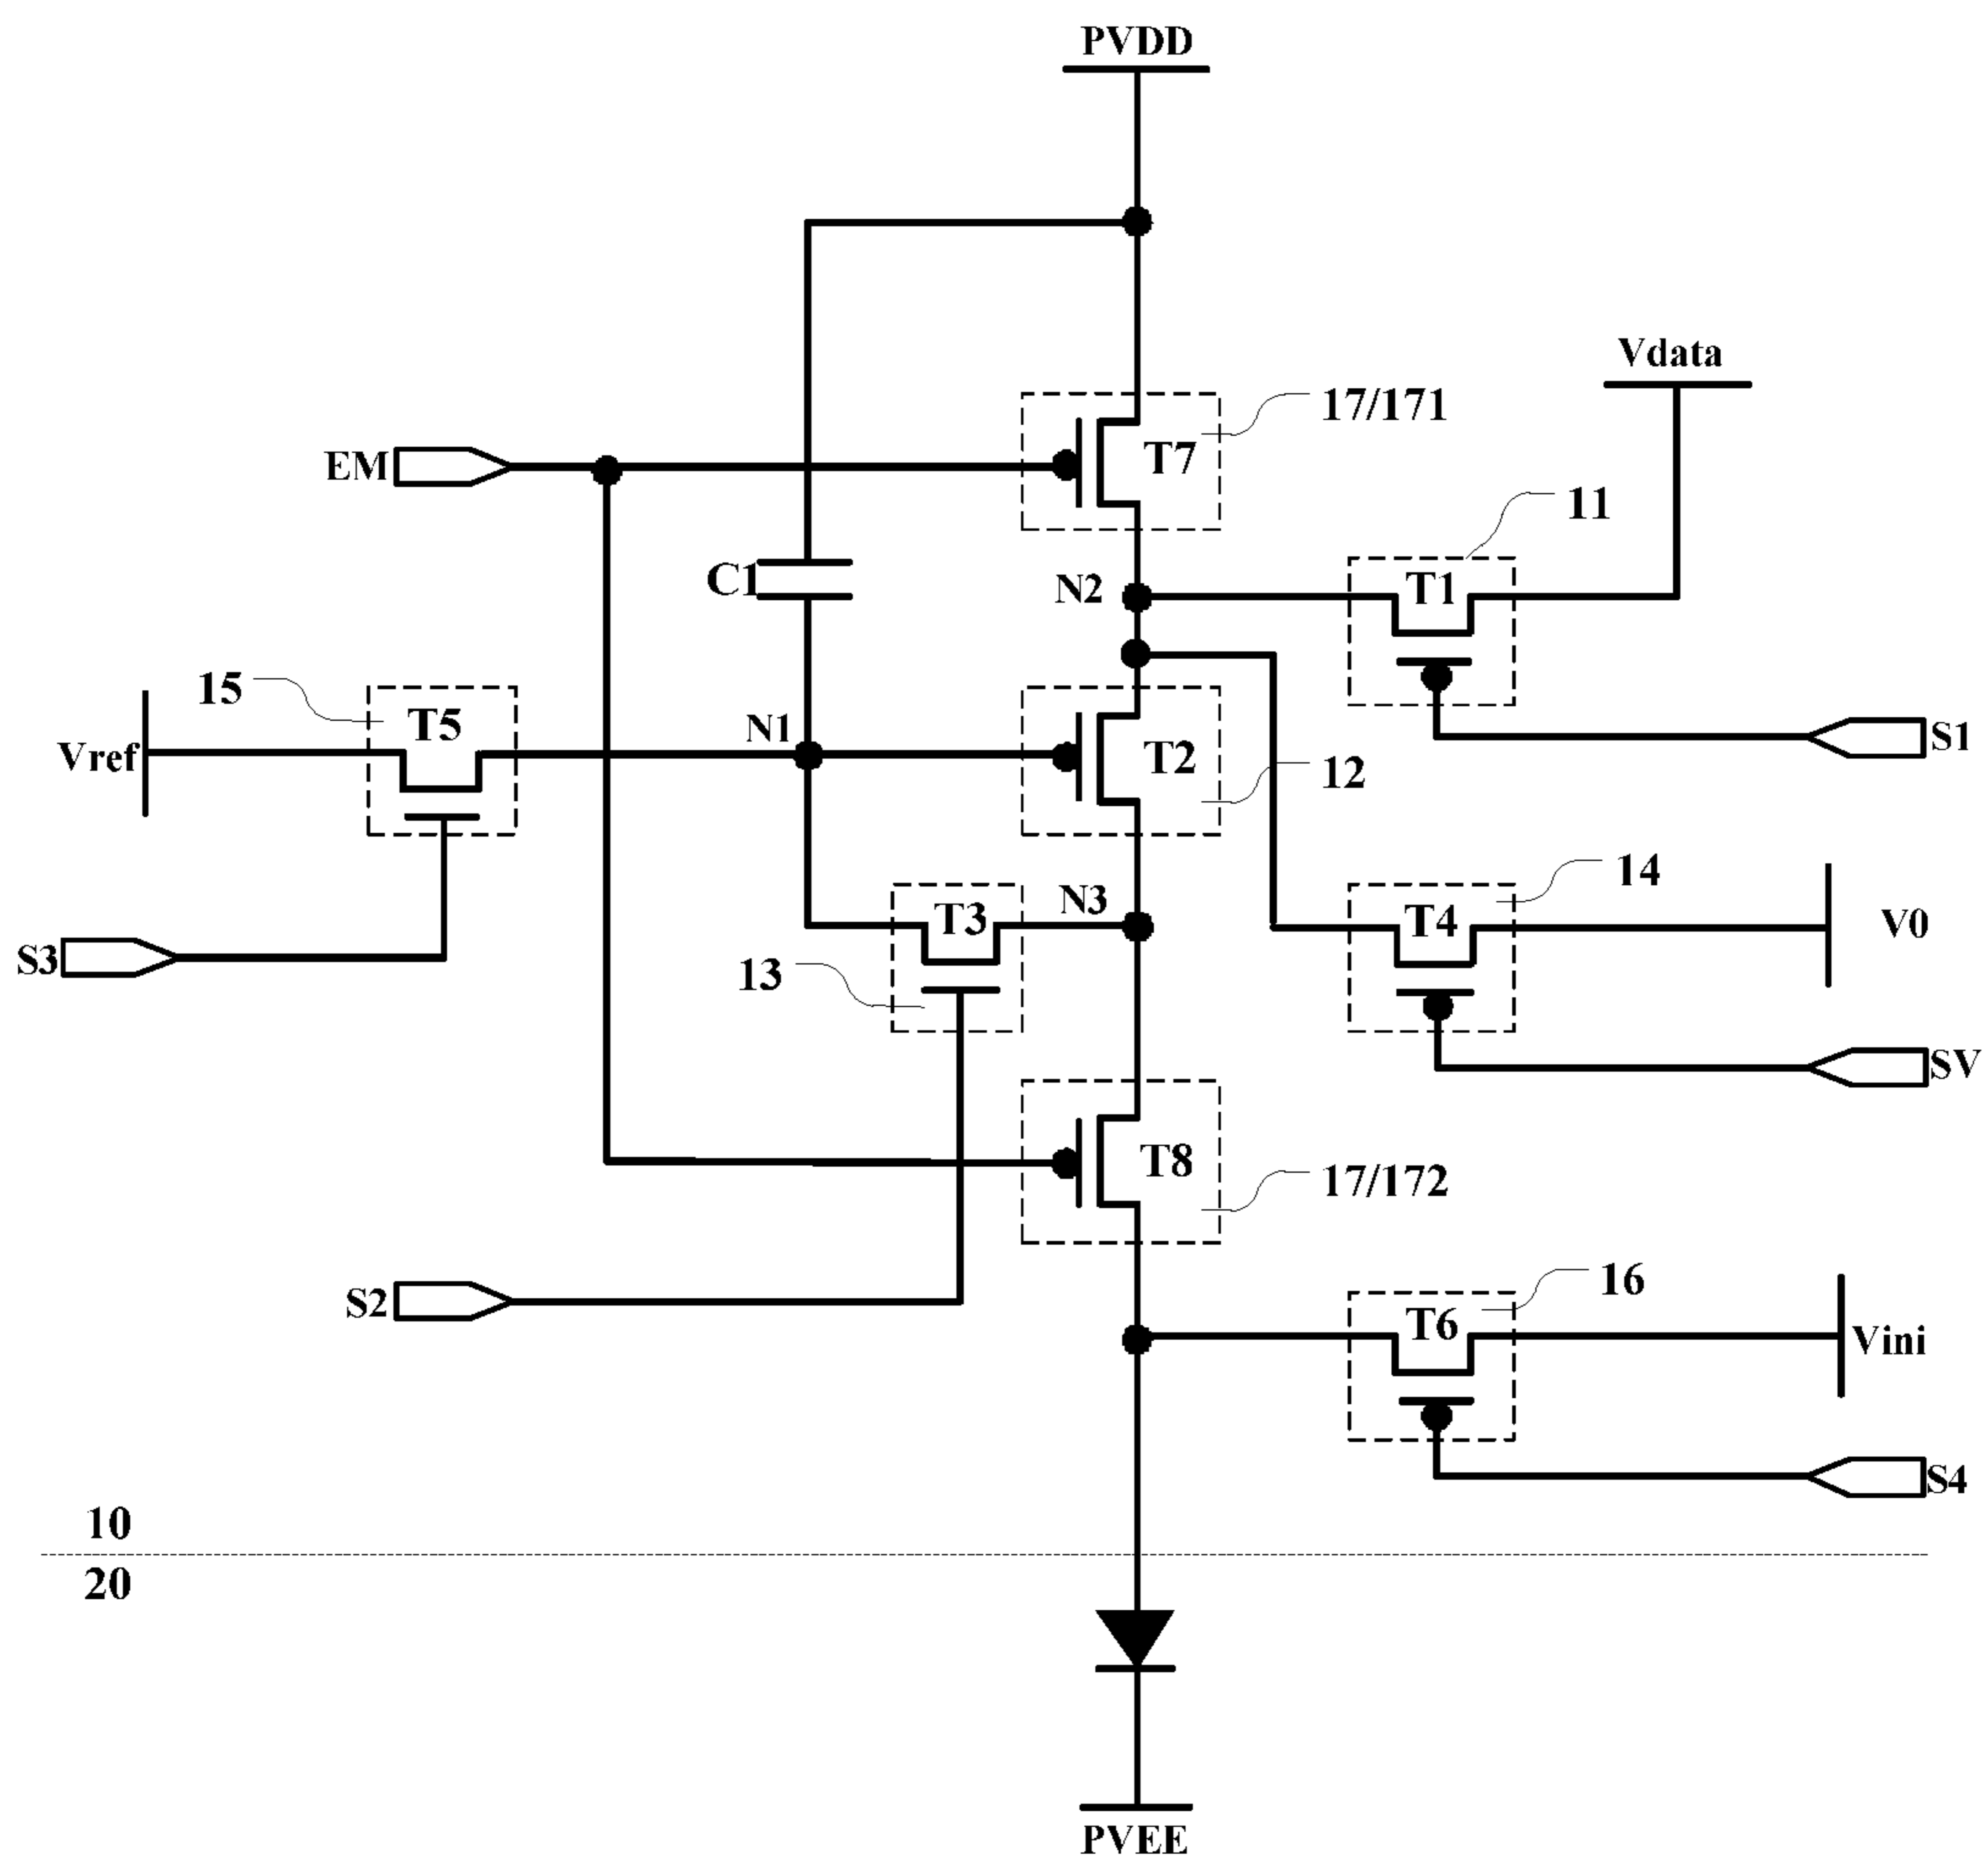 PVDD
Vdata
17/171
EM
T7
11
C1
N2
T1
15
T5
N1
Vref
T2
12
S1
14
N3
T3
T4
V0
S3
13
SV
T8
17/172
S2
16
T6
Vini
S4
10
20
PVEE